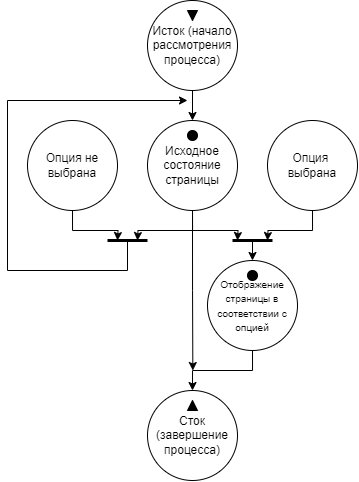 Исток (начало
рассмотрения
процесса)
Опция не
выбрана
Исходное
состояние
страницы
Опция
выбрана
Отображение
страницы в
соответствии с
опцией
Сток
(завершение
процесса)